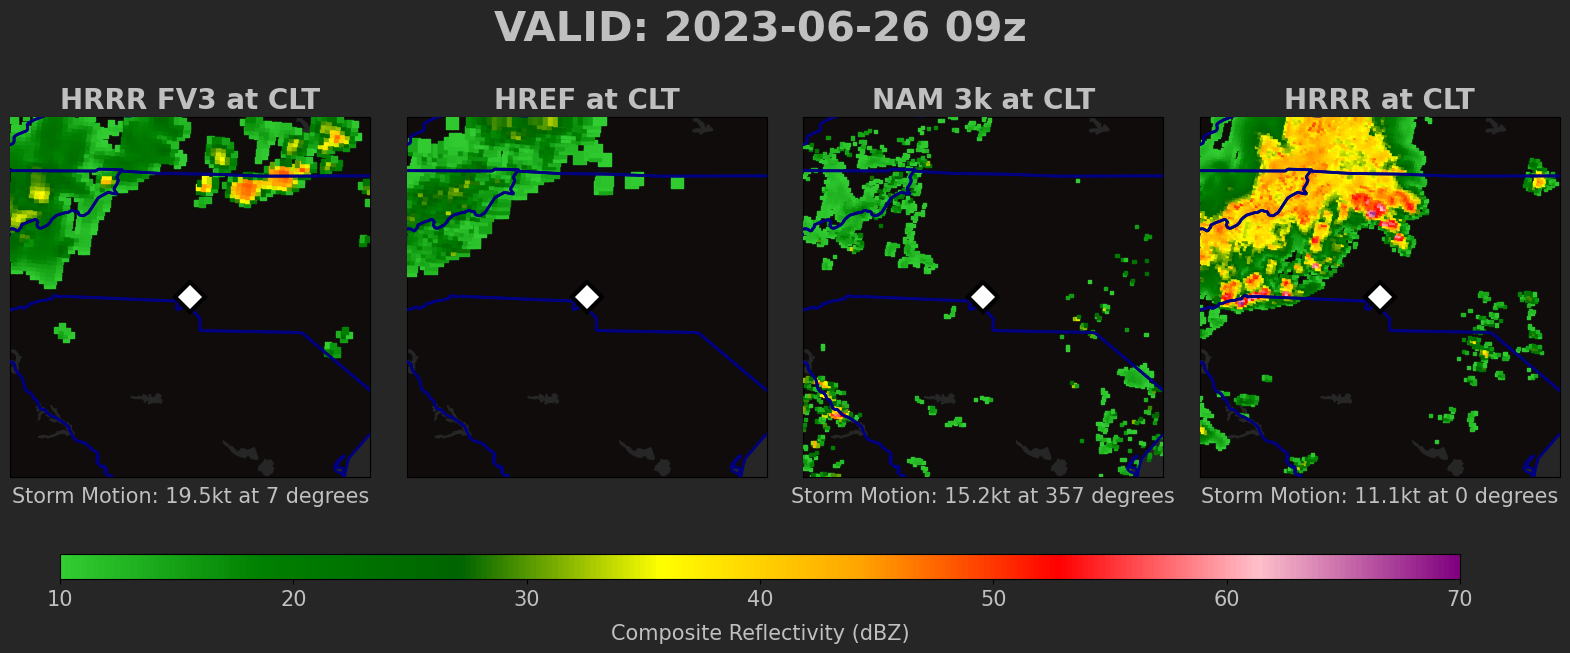 VALID: 2023-06-26 09z
HRRR FV3 at CLT
HREF at CLT
NAM 3k at CLT
HRRR at CLT
Storm Motion: 19.5kt at 7 degrees
Storm Motion: 15.2kt at 357 degrees
Storm Motion: 11.1kt at 0 degrees
10 20 30 40 50 60 70
Composite Reflectivity (dBZ)